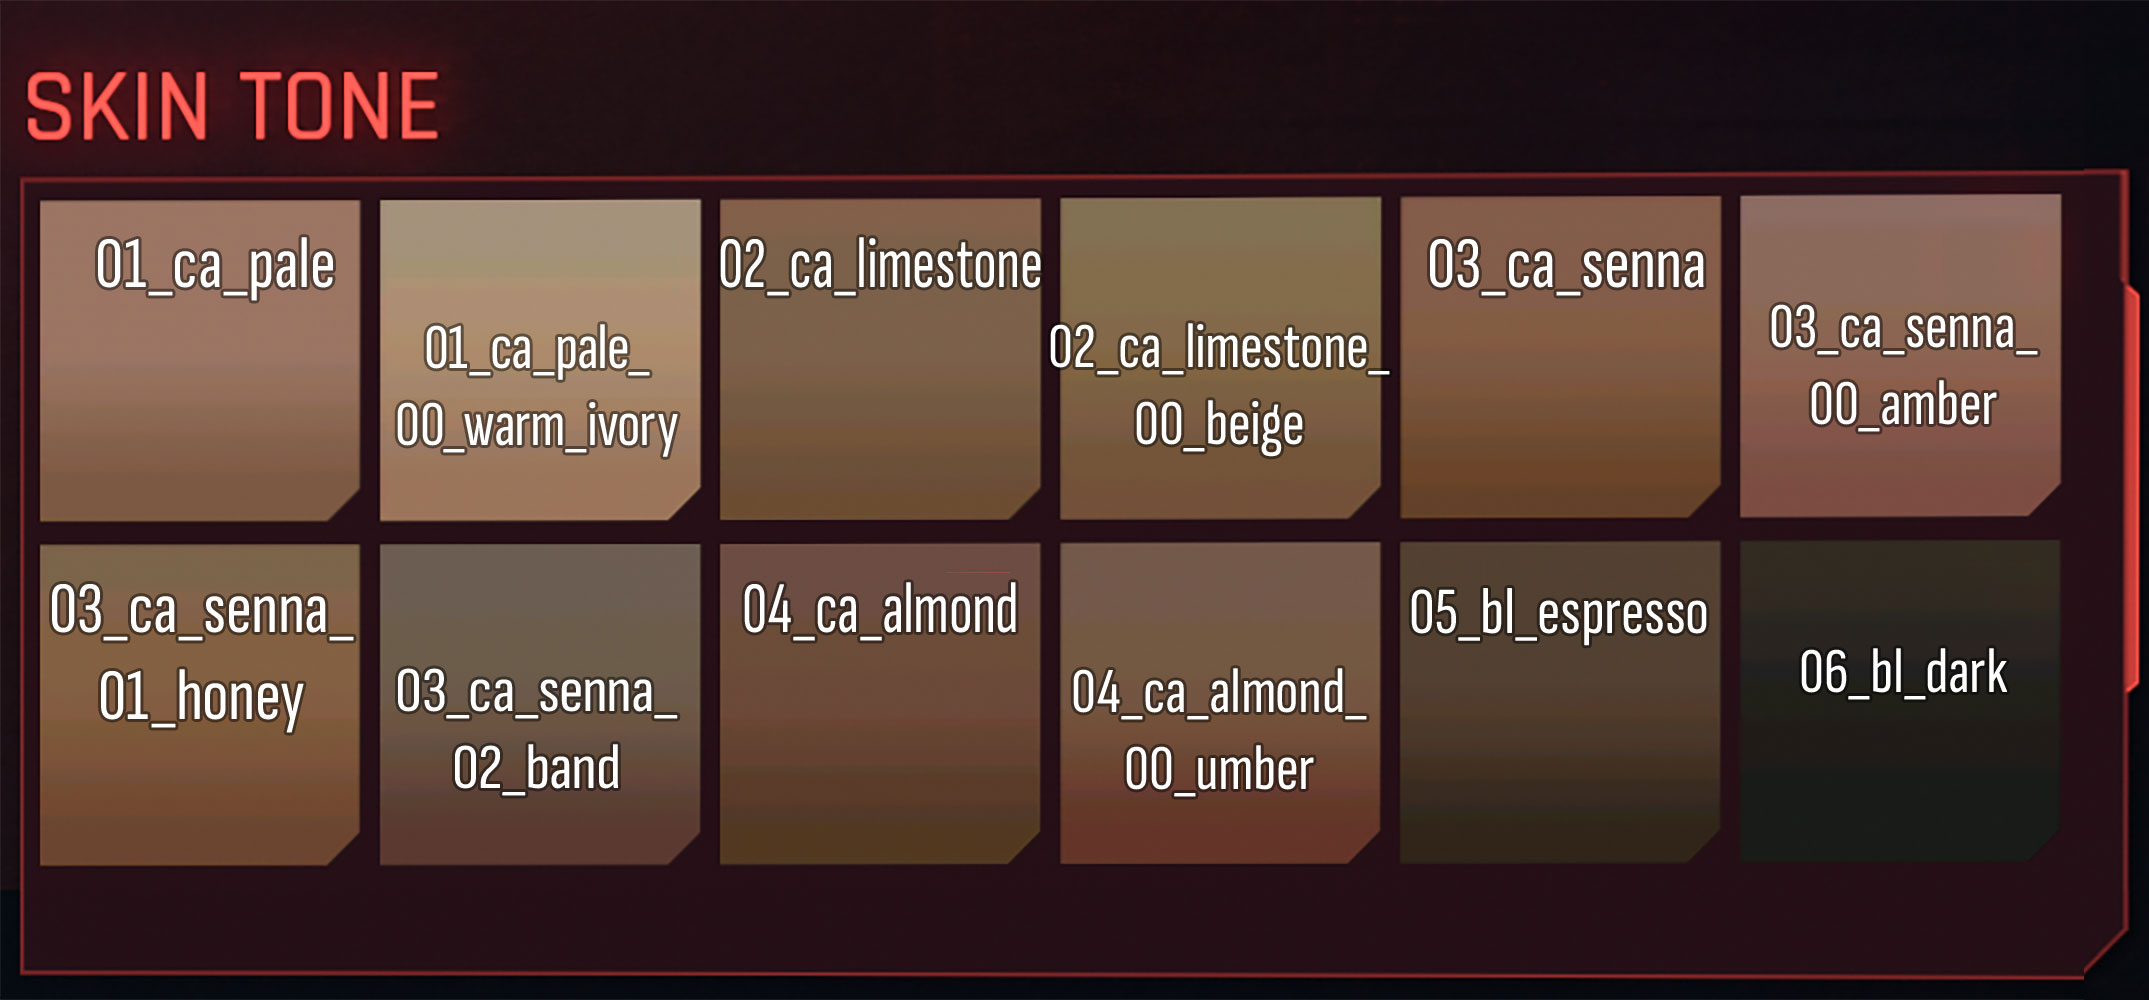 SKIN TONE
01_ca_pale
01_ca_pale_
00_warm_ivory
02_ca_limestone
02_ca_limestone_
00_beige
03_ca_senna
03_ca_senna_
00_amber
03_ca_senna_
01_honey
03_ca_senna_
02_band
04_ca_almond
04_ca_almond_
00_umber
05_bl_espresso
06_bl_dark